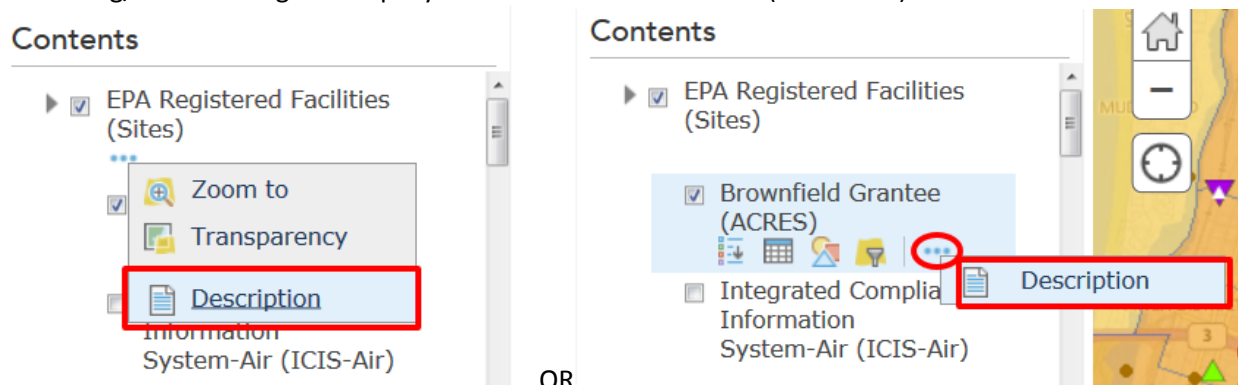 Contents
EPA Registered Facilities
(Sites)
Zoom to
Transparency
Description
Information
System-Air (ICIS-Air)
OR
Contents
EPA Registered Facilities
(Sites)
Brownfield Grantee
(ACRES)
Description
Integrated Complia
Information
System-Air (ICIS-Air)
3